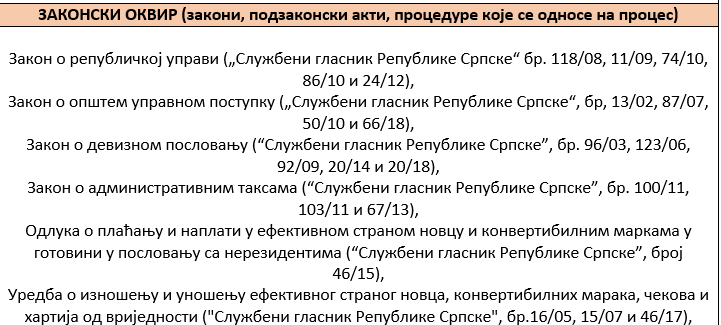 ЗАКОНСКИ ОКВИР (закони, подзаконски акти, процедуре које се односе на процес)
Закон о републичкој управи („Службени гласник Републике Српске“ бр. 118/08, 11/09, 74/10,
86/10 и 24/12),
Закон о општем управном поступку („Службени гласник Републике Српске“, бр, 13/02, 87/07,
50/10 и 66/18),
Закон о девизном пословању (“Службени гласник Републике Српске”, бр. 96/03, 123/06,
92/09, 20/14 и 20/18),
Закон о административним таксама (“Службени гласник Републике Српске”, бр. 100/11,
103/11 и 67/13),
Одлука о плаћању и наплати у ефективном страном новцу и конвертибилним маркама у
готовини у пословању са нерезидентима (“Службени гласник Републике Српске”, број
46/15),
Уредба о изношењу и уношењу ефективног страног новца, конвертибилних марака, чекова и
хартија од вриједности ("Службени гласник Републике Српске", бр.16/05, 15/07 и 46/17),